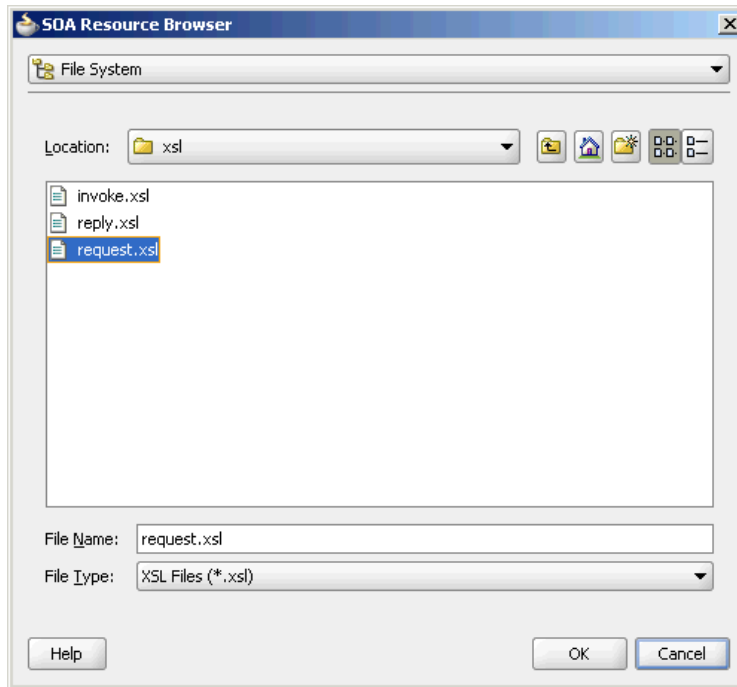 SOA Resource Browser
File System
Location: xsl
invoke.xsl
reply.xsl
request.xsl
File Name: request.xsl
File Type: XSL Files (*.xsl)
Help OK Cancel